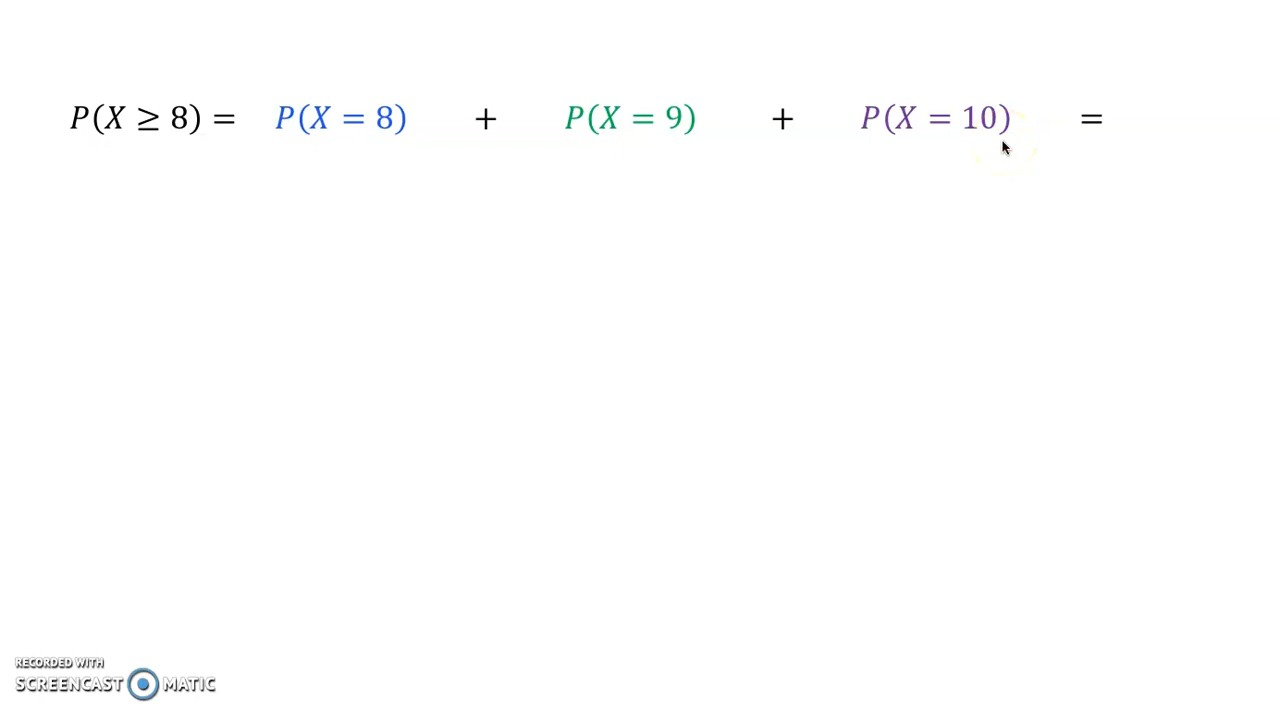 P(X ≥ 8) = P(X = 8) + P(X = 9) + P(X = 10) =
RECORDED WITH
SCREENCAST MATIC